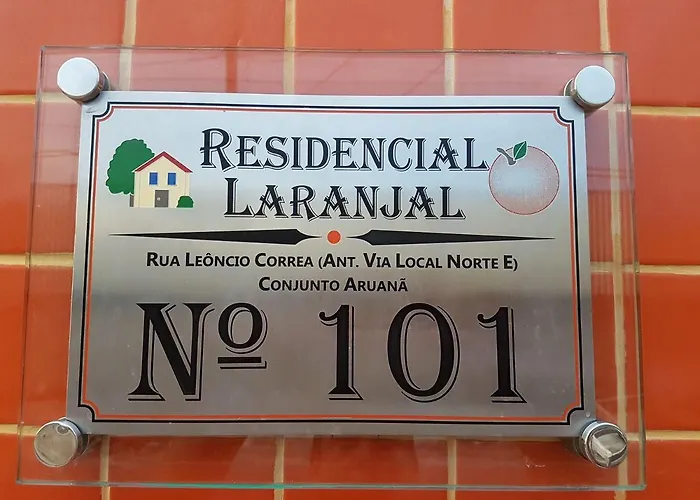 RESIDENCIAL
LARANJAL
RUA LEÔNCIO CORREA (ANT. VIA LOCAL NORTE E)
CONJUNTO ARUANÃ
Nº 101